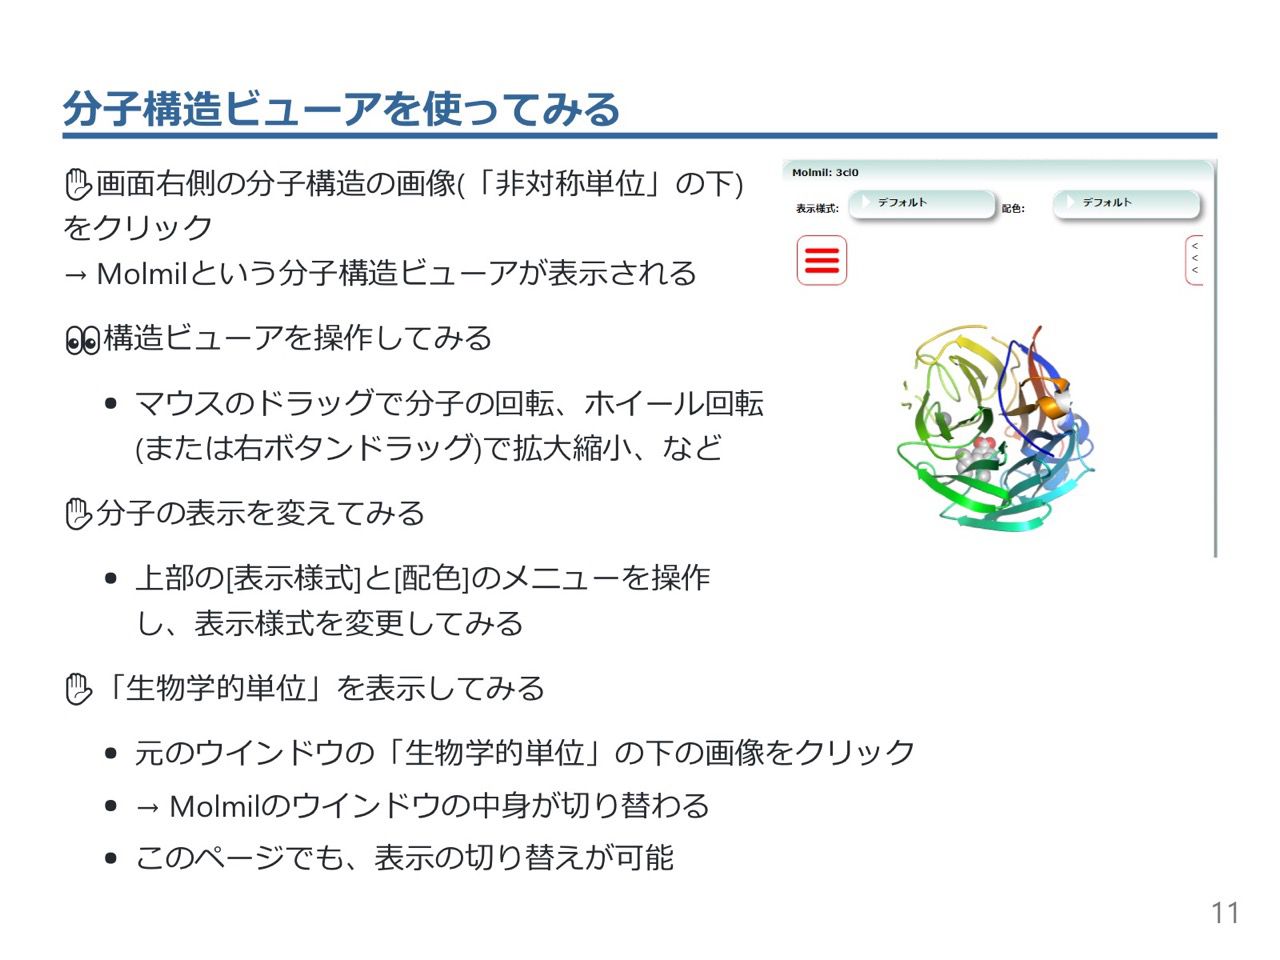 分子構造ビューアを使ってみる
✋画面右側の分子構造の画像(「非対称単位」の下)
をクリック
→ Molmilという分子構造ビューアが表示される
👀構造ビューアを操作してみる
• マウスのドラッグで分子の回転、ホイール回転
(または右ボタンドラッグ)で拡大縮小、など
✋分子の表示を変えてみる
• 上部の[表示様式]と[配色]のメニューを操作
し、表示様式を変更してみる
✋「生物学的単位」を表示してみる
• 元のウインドウの「生物学的単位」の下の画像をクリック
• → Molmilのウインドウの中身が切り替わる
• このページでも、表示の切り替えが可能
Molmil: 3cl0
表示様式: デフォルト 配色: デフォルト
<
<
<
11